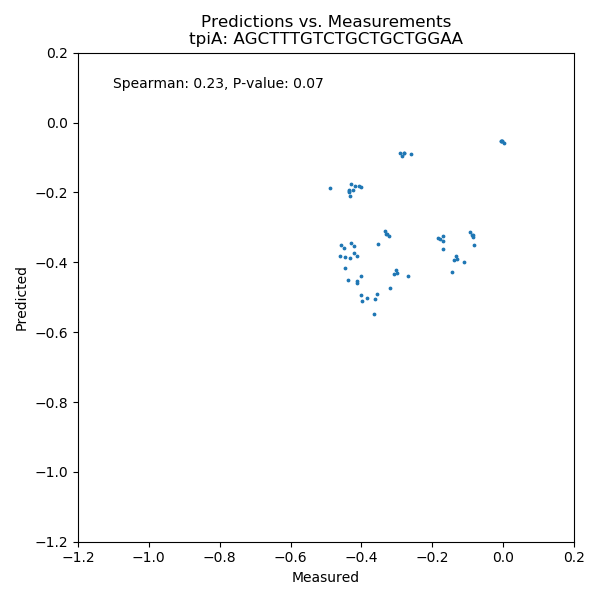 Predictions vs. Measurements
tpiA: AGCTTTGTCTGCTGCTGGAA
0.2
Spearman: 0.23, P-value: 0.07
0.0
−0.2
−0.4
Predicted
−0.6
−0.8
−1.0
−1.2
−1.2 −1.0 −0.8 −0.6 −0.4 −0.2 0.0 0.2
Measured